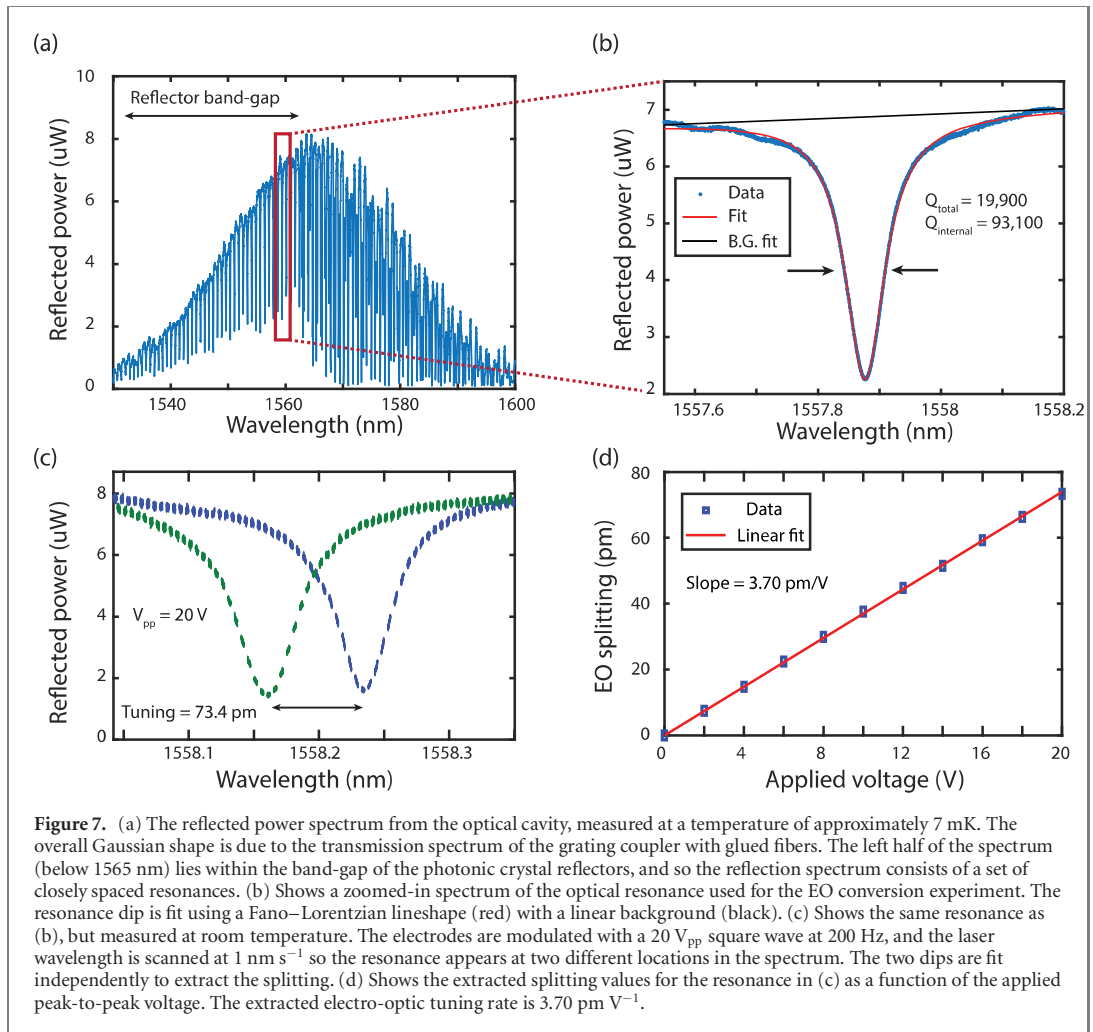 (a)
10
8
6
4
2
0
Reflected power (uW)
Reflector band-gap
1540
1560
1580
1600
Wavelength (nm)
(b)
7
6
5
4
3
2
Reflected power (uW)
Data
Fit
B.G. fit
Qtotal = 19,900
Qinternal = 93,100
1557.6
1557.8
1558
1558.2
Wavelength (nm)
(c)
8
6
4
2
0
Reflected power (uW)
Vpp = 20 V
Tuning = 73.4 pm
1558.1
1558.2
1558.3
Wavelength (nm)
(d)
80
60
40
20
0
EO splitting (pm)
Data
Linear fit
Slope = 3.70 pm/V
0
4
8
12
16
20
Applied voltage (V)
Figure 7. (a) The reflected power spectrum from the optical cavity, measured at a temperature of approximately 7 mK. The
overall Gaussian shape is due to the transmission spectrum of the grating coupler with glued fibers. The left half of the spectrum
(below 1565 nm) lies within the band-gap of the photonic crystal reflectors, and so the reflection spectrum consists of a set of
closely spaced resonances. (b) Shows a zoomed-in spectrum of the optical resonance used for the EO conversion experiment. The
resonance dip is fit using a Fano–Lorentzian lineshape (red) with a linear background (black). (c) Shows the same resonance as
(b), but measured at room temperature. The electrodes are modulated with a 20 Vpp square wave at 200 Hz, and the laser
wavelength is scanned at 1 nm s⁻¹ so the resonance appears at two different locations in the spectrum. The two dips are fit
independently to extract the splitting. (d) Shows the extracted splitting values for the resonance in (c) as a function of the applied
peak-to-peak voltage. The extracted electro-optic tuning rate is 3.70 pm V⁻¹.